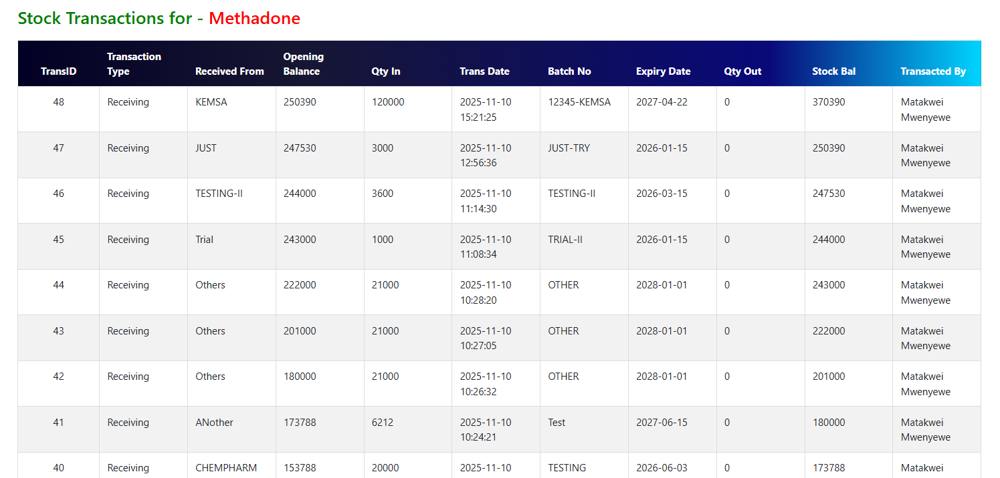 Stock Transactions for - Methadone
TransID Transaction Type Received From Opening Balance Qty In Trans Date Batch No Expiry Date Qty Out Stock Bal Transacted By
48 Receiving KEMSA 250390 120000 2025-11-10 15:21:25 12345-KEMSA 2027-04-22 0 370390 Matakwei Mwenyewe
47 Receiving JUST 247530 3000 2025-11-10 12:56:36 JUST-TRY 2026-01-15 0 250390 Matakwei Mwenyewe
46 Receiving TESTING-II 244000 3600 2025-11-10 11:14:30 TESTING-II 2026-03-15 0 247530 Matakwei Mwenyewe
45 Receiving Trial 243000 1000 2025-11-10 11:08:34 TRIAL-II 2026-01-15 0 244000 Matakwei Mwenyewe
44 Receiving Others 222000 21000 2025-11-10 10:28:20 OTHER 2028-01-01 0 243000 Matakwei Mwenyewe
43 Receiving Others 201000 21000 2025-11-10 10:27:05 OTHER 2028-01-01 0 222000 Matakwei Mwenyewe
42 Receiving Others 180000 21000 2025-11-10 10:26:32 OTHER 2028-01-01 0 201000 Matakwei Mwenyewe
41 Receiving ANother 173788 6212 2025-11-10 10:24:21 Test 2027-06-15 0 180000 Matakwei Mwenyewe
40 Receiving CHEMPHARM 153788 20000 2025-11-10 TESTING 2026-06-03 0 173788 Matakwei